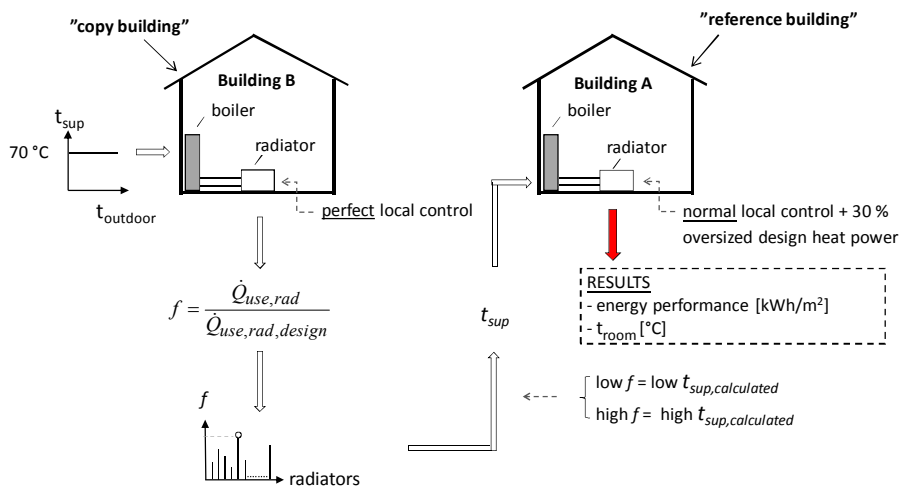 "copy building"
"reference building"
Building B
Building A
boiler
boiler
t_sup
radiator
radiator
70 °C
t_outdoor
perfect local control
normal local control + 30 %
oversized design heat power
f = Q̇_use,rad / Q̇_use,rad,design
t_sup
RESULTS
- energy performance [kWh/m²]
- t_room [°C]
low f = low t_sup,calculated
high f = high t_sup,calculated
f
radiators